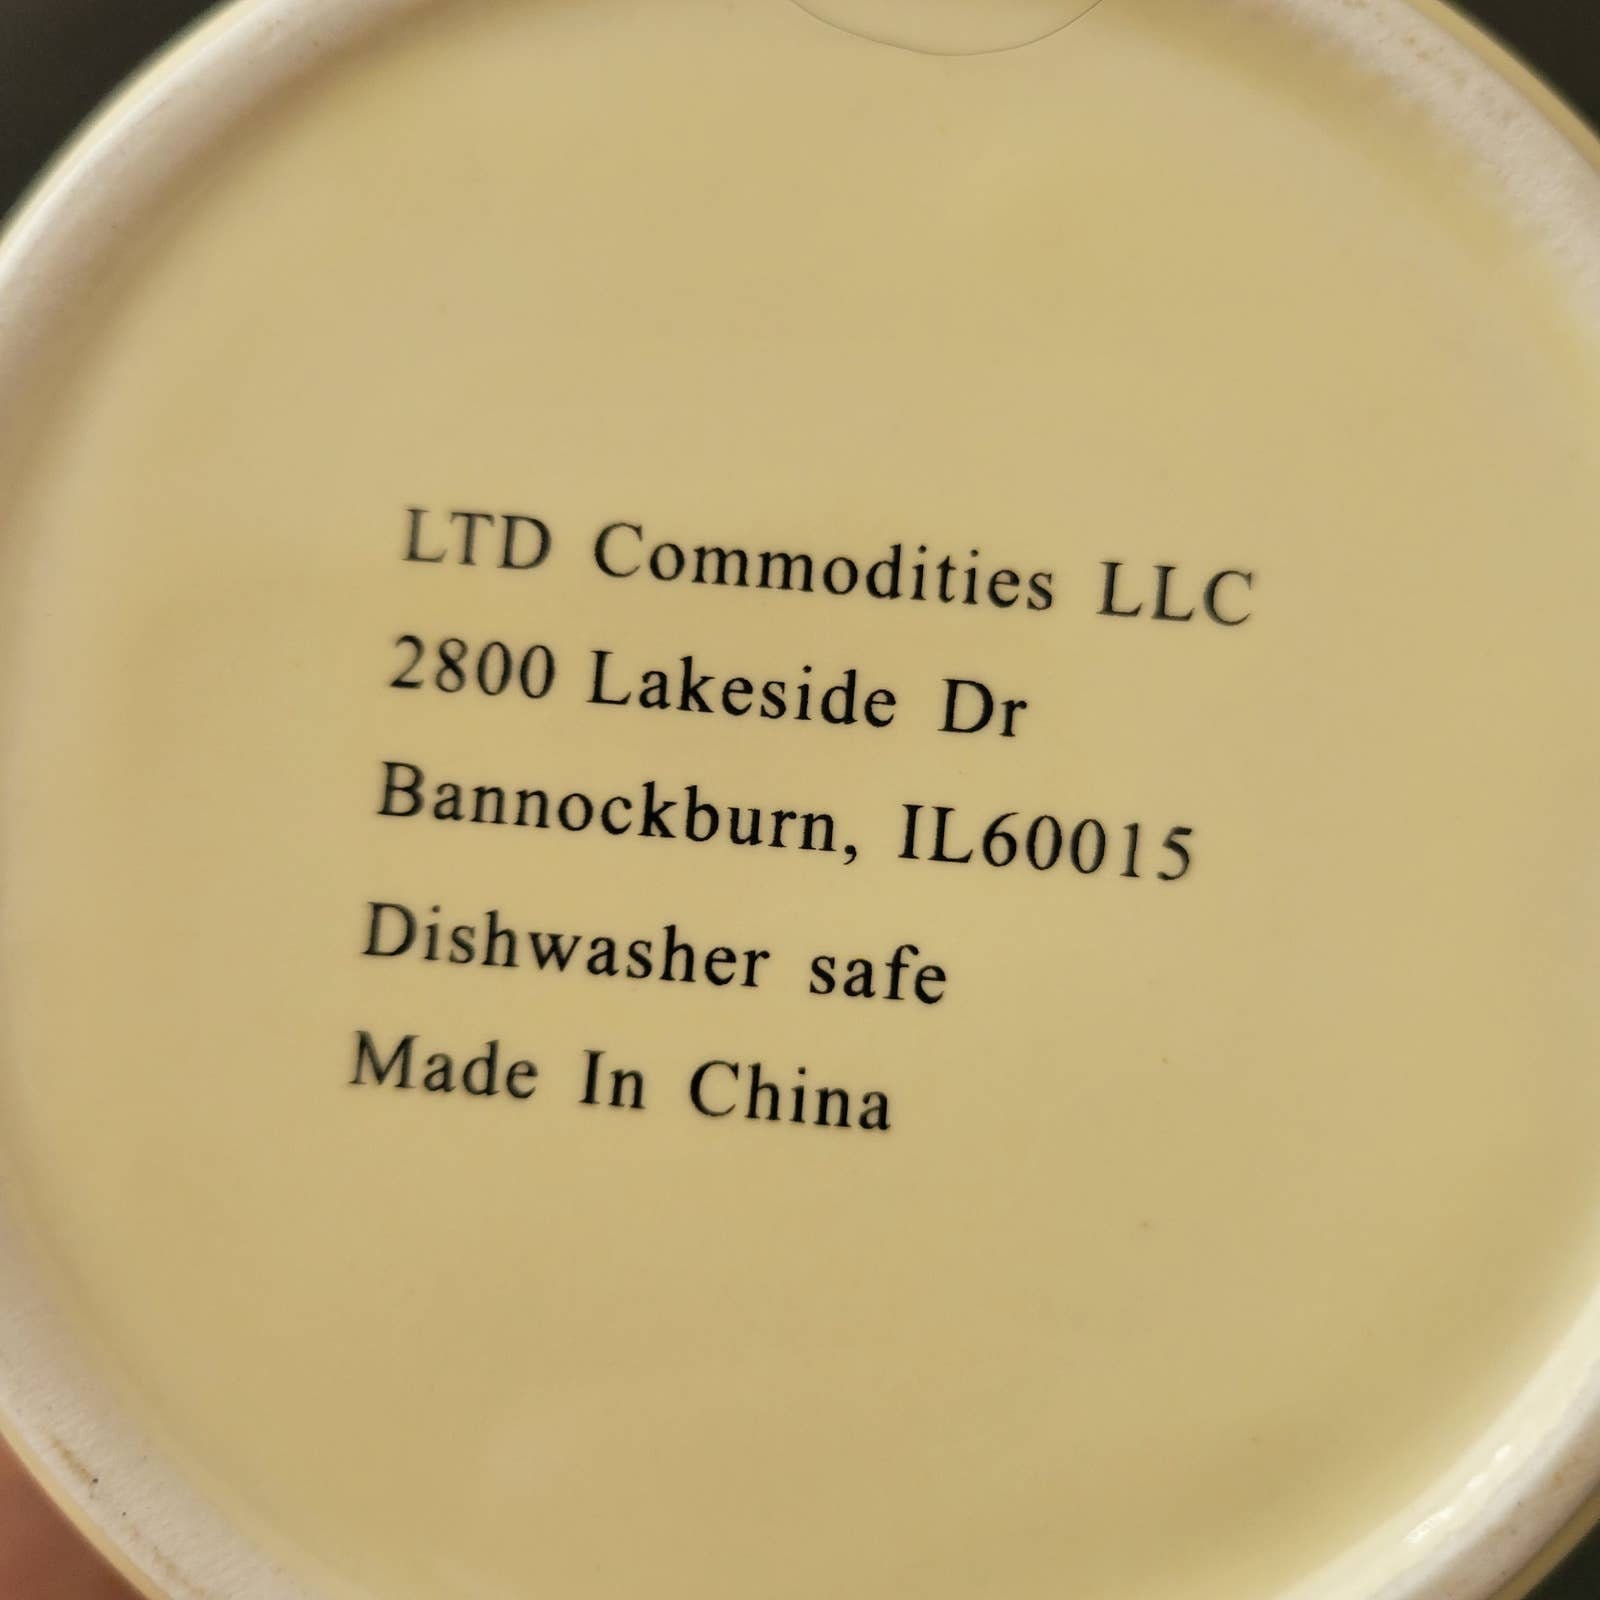 LTD Commodities LLC
2800 Lakeside Dr
Bannockburn, IL60015
Dishwasher safe
Made In China